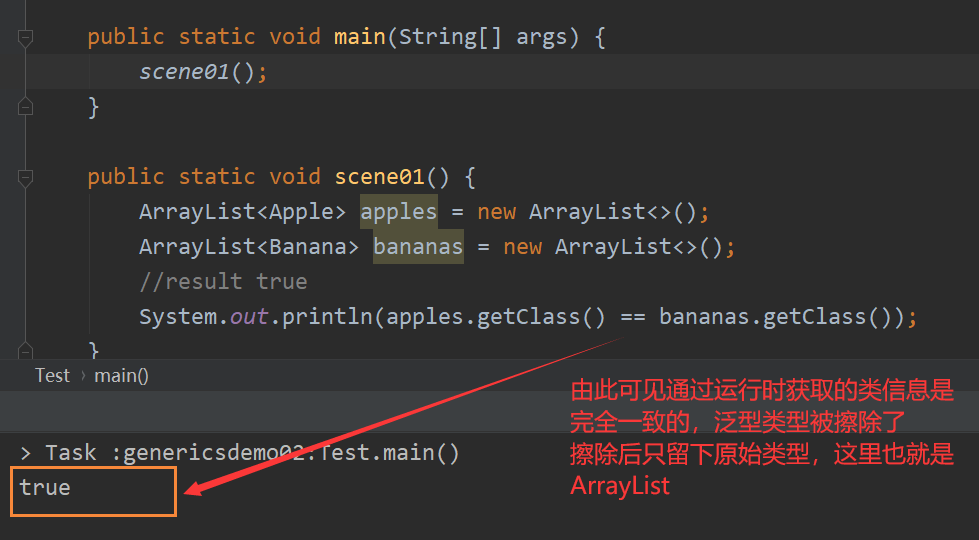 public static void main(String[] args) {
scene01();
}
public static void scene01() {
ArrayList<Apple> apples = new ArrayList<>();
ArrayList<Banana> bananas = new ArrayList<>();
//result true
System.out.println(apples.getClass() == bananas.getClass());
}
Test › main()
由此可见通过运行时获取的类信息是
完全一致的，泛型类型被擦除了
擦除后只留下原始类型，这里也就是
ArrayList
> Task :genericsdemo02:Test.main()
true